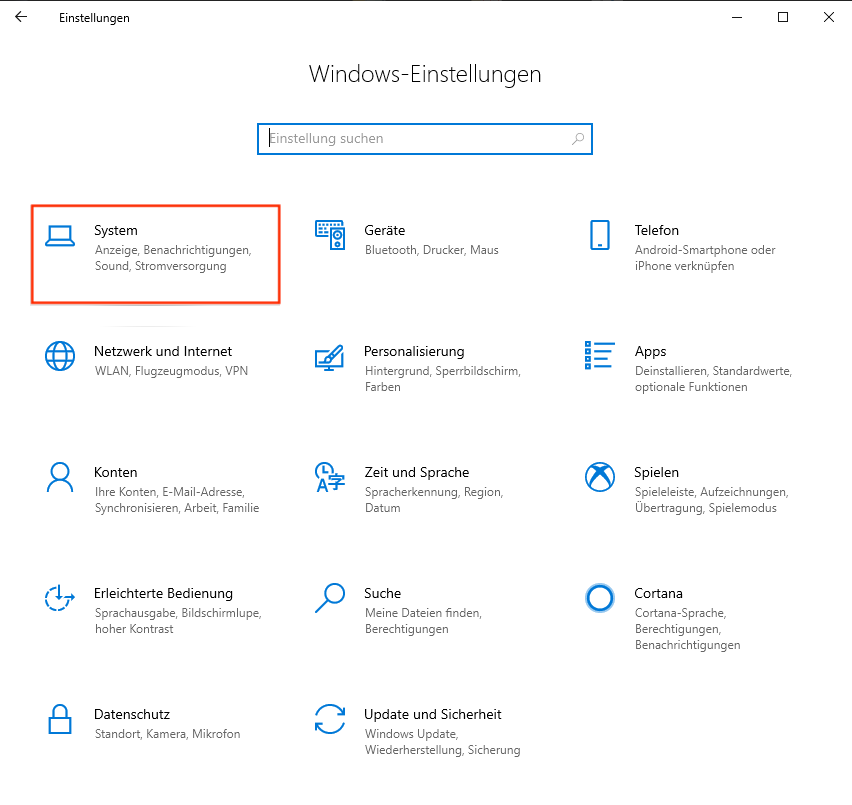 Einstellungen
Windows-Einstellungen
Einstellung suchen
System
Anzeige, Benachrichtigungen,
Sound, Stromversorgung
Geräte
Bluetooth, Drucker, Maus
Telefon
Android-Smartphone oder
iPhone verknüpfen
Netzwerk und Internet
WLAN, Flugzeugmodus, VPN
Personalisierung
Hintergrund, Sperrbildschirm,
Farben
Apps
Deinstallieren, Standardwerte,
optionale Funktionen
Konten
Ihre Konten, E-Mail-Adresse,
Synchronisieren, Arbeit, Familie
Zeit und Sprache
Spracherkennung, Region,
Datum
Spielen
Spieleleiste, Aufzeichnungen,
Übertragung, Spielemodus
Erleichterte Bedienung
Sprachausgabe, Bildschirmlupe,
hoher Kontrast
Suche
Meine Dateien finden,
Berechtigungen
Cortana
Cortana-Sprache,
Berechtigungen,
Benachrichtigungen
Datenschutz
Standort, Kamera, Mikrofon
Update und Sicherheit
Windows Update,
Wiederherstellung, Sicherung